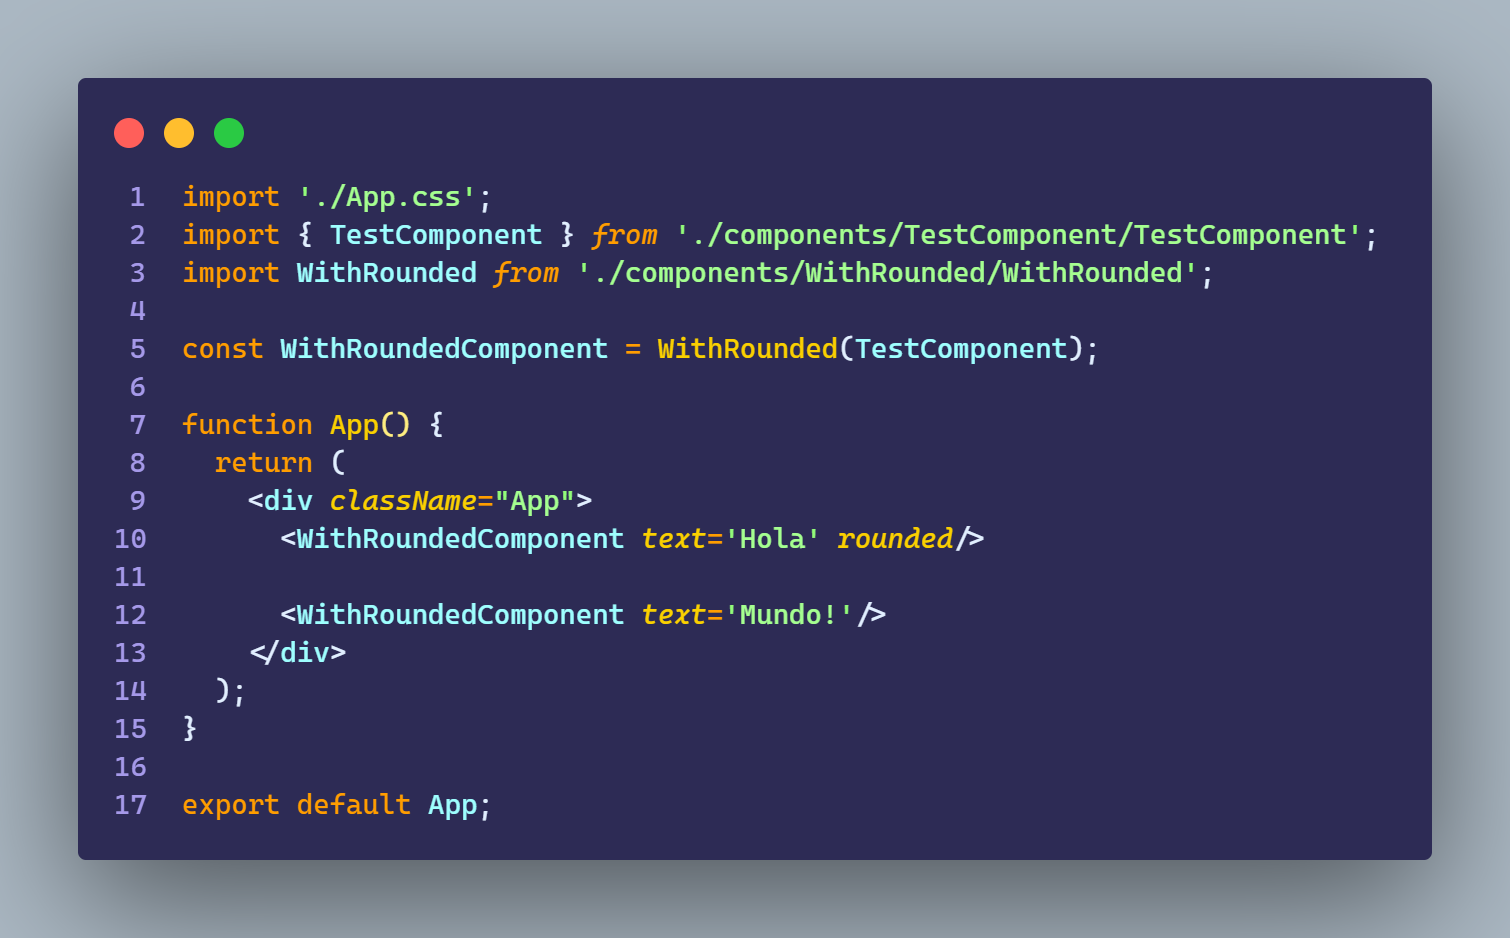 1 import './App.css';
2 import { TestComponent } from './components/TestComponent/TestComponent';
3 import WithRounded from './components/WithRounded/WithRounded';
4
5 const WithRoundedComponent = WithRounded(TestComponent);
6
7 function App() {
8   return (
9     <div className="App">
10       <WithRoundedComponent text='Hola' rounded/>
11
12       <WithRoundedComponent text='Mundo!'/>
13     </div>
14   );
15 }
16
17 export default App;